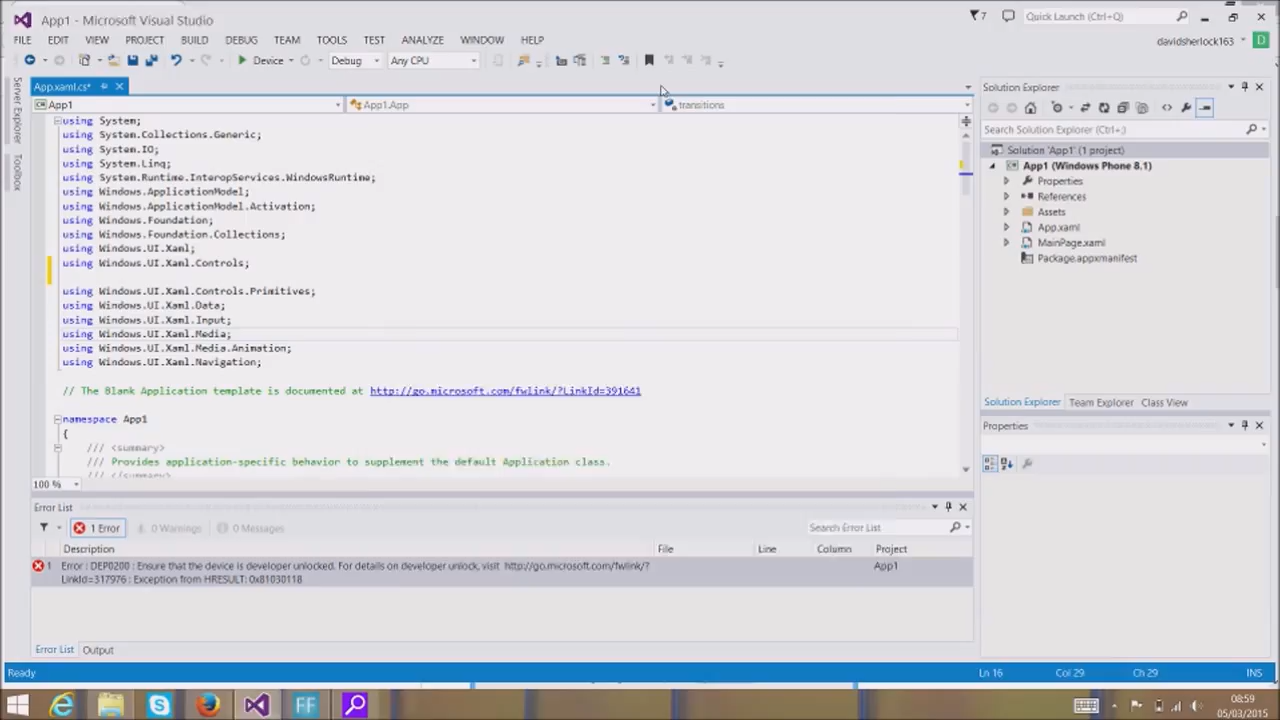 App1 - Microsoft Visual Studio
7
Quick Launch (Ctrl+Q)
FILE EDIT VIEW PROJECT BUILD DEBUG TEAM TOOLS TEST ANALYZE WINDOW HELP
davidsherlock163
D
Device
Debug
Any CPU
Server Explorer
Toolbox
App.xaml.cs*
App1
App1.App
transitions
using System;
using System.Collections.Generic;
using System.IO;
using System.Linq;
using System.Runtime.InteropServices.WindowsRuntime;
using Windows.ApplicationModel;
using Windows.ApplicationModel.Activation;
using Windows.Foundation;
using Windows.Foundation.Collections;
using Windows.UI.Xaml;
using Windows.UI.Xaml.Controls;
using Windows.UI.Xaml.Controls.Primitives;
using Windows.UI.Xaml.Data;
using Windows.UI.Xaml.Input;
using Windows.UI.Xaml.Media;
using Windows.UI.Xaml.Media.Animation;
using Windows.UI.Xaml.Navigation;
// The Blank Application template is documented at http://go.microsoft.com/fwlink/?LinkId=391641
namespace App1
{
/// <summary>
/// Provides application-specific behavior to supplement the default Application class.
/// </summary>
100 %
Solution Explorer
Search Solution Explorer (Ctrl+;)
Solution 'App1' (1 project)
App1 (Windows Phone 8.1)
Properties
References
Assets
App.xaml
MainPage.xaml
Package.appxmanifest
Solution Explorer Team Explorer Class View
Properties
Error List
1 Error
0 Warnings
0 Messages
Search Error List
Description File Line Column Project
1 Error : DEP0200 : Ensure that the device is developer unlocked. For details on developer unlock, visit http://go.microsoft.com/fwlink/? App1
LinkId=317976 : Exception from HRESULT: 0x81030118
Error List Output
Ready
Ln 16 Col 29 Ch 29 INS
FF
08:59
05/03/2015